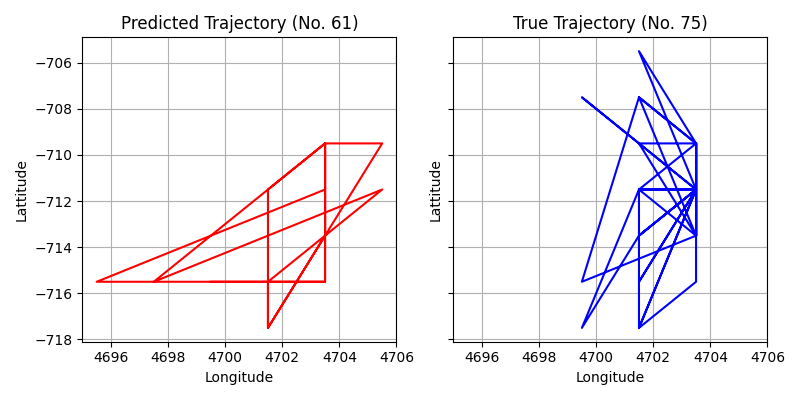 Predicted Trajectory (No. 61)
True Trajectory (No. 75)
−706
−708
−710
−712
−714
−716
−718
Lattitude
Lattitude
4696 4698 4700 4702 4704 4706
4696 4698 4700 4702 4704 4706
Longitude
Longitude